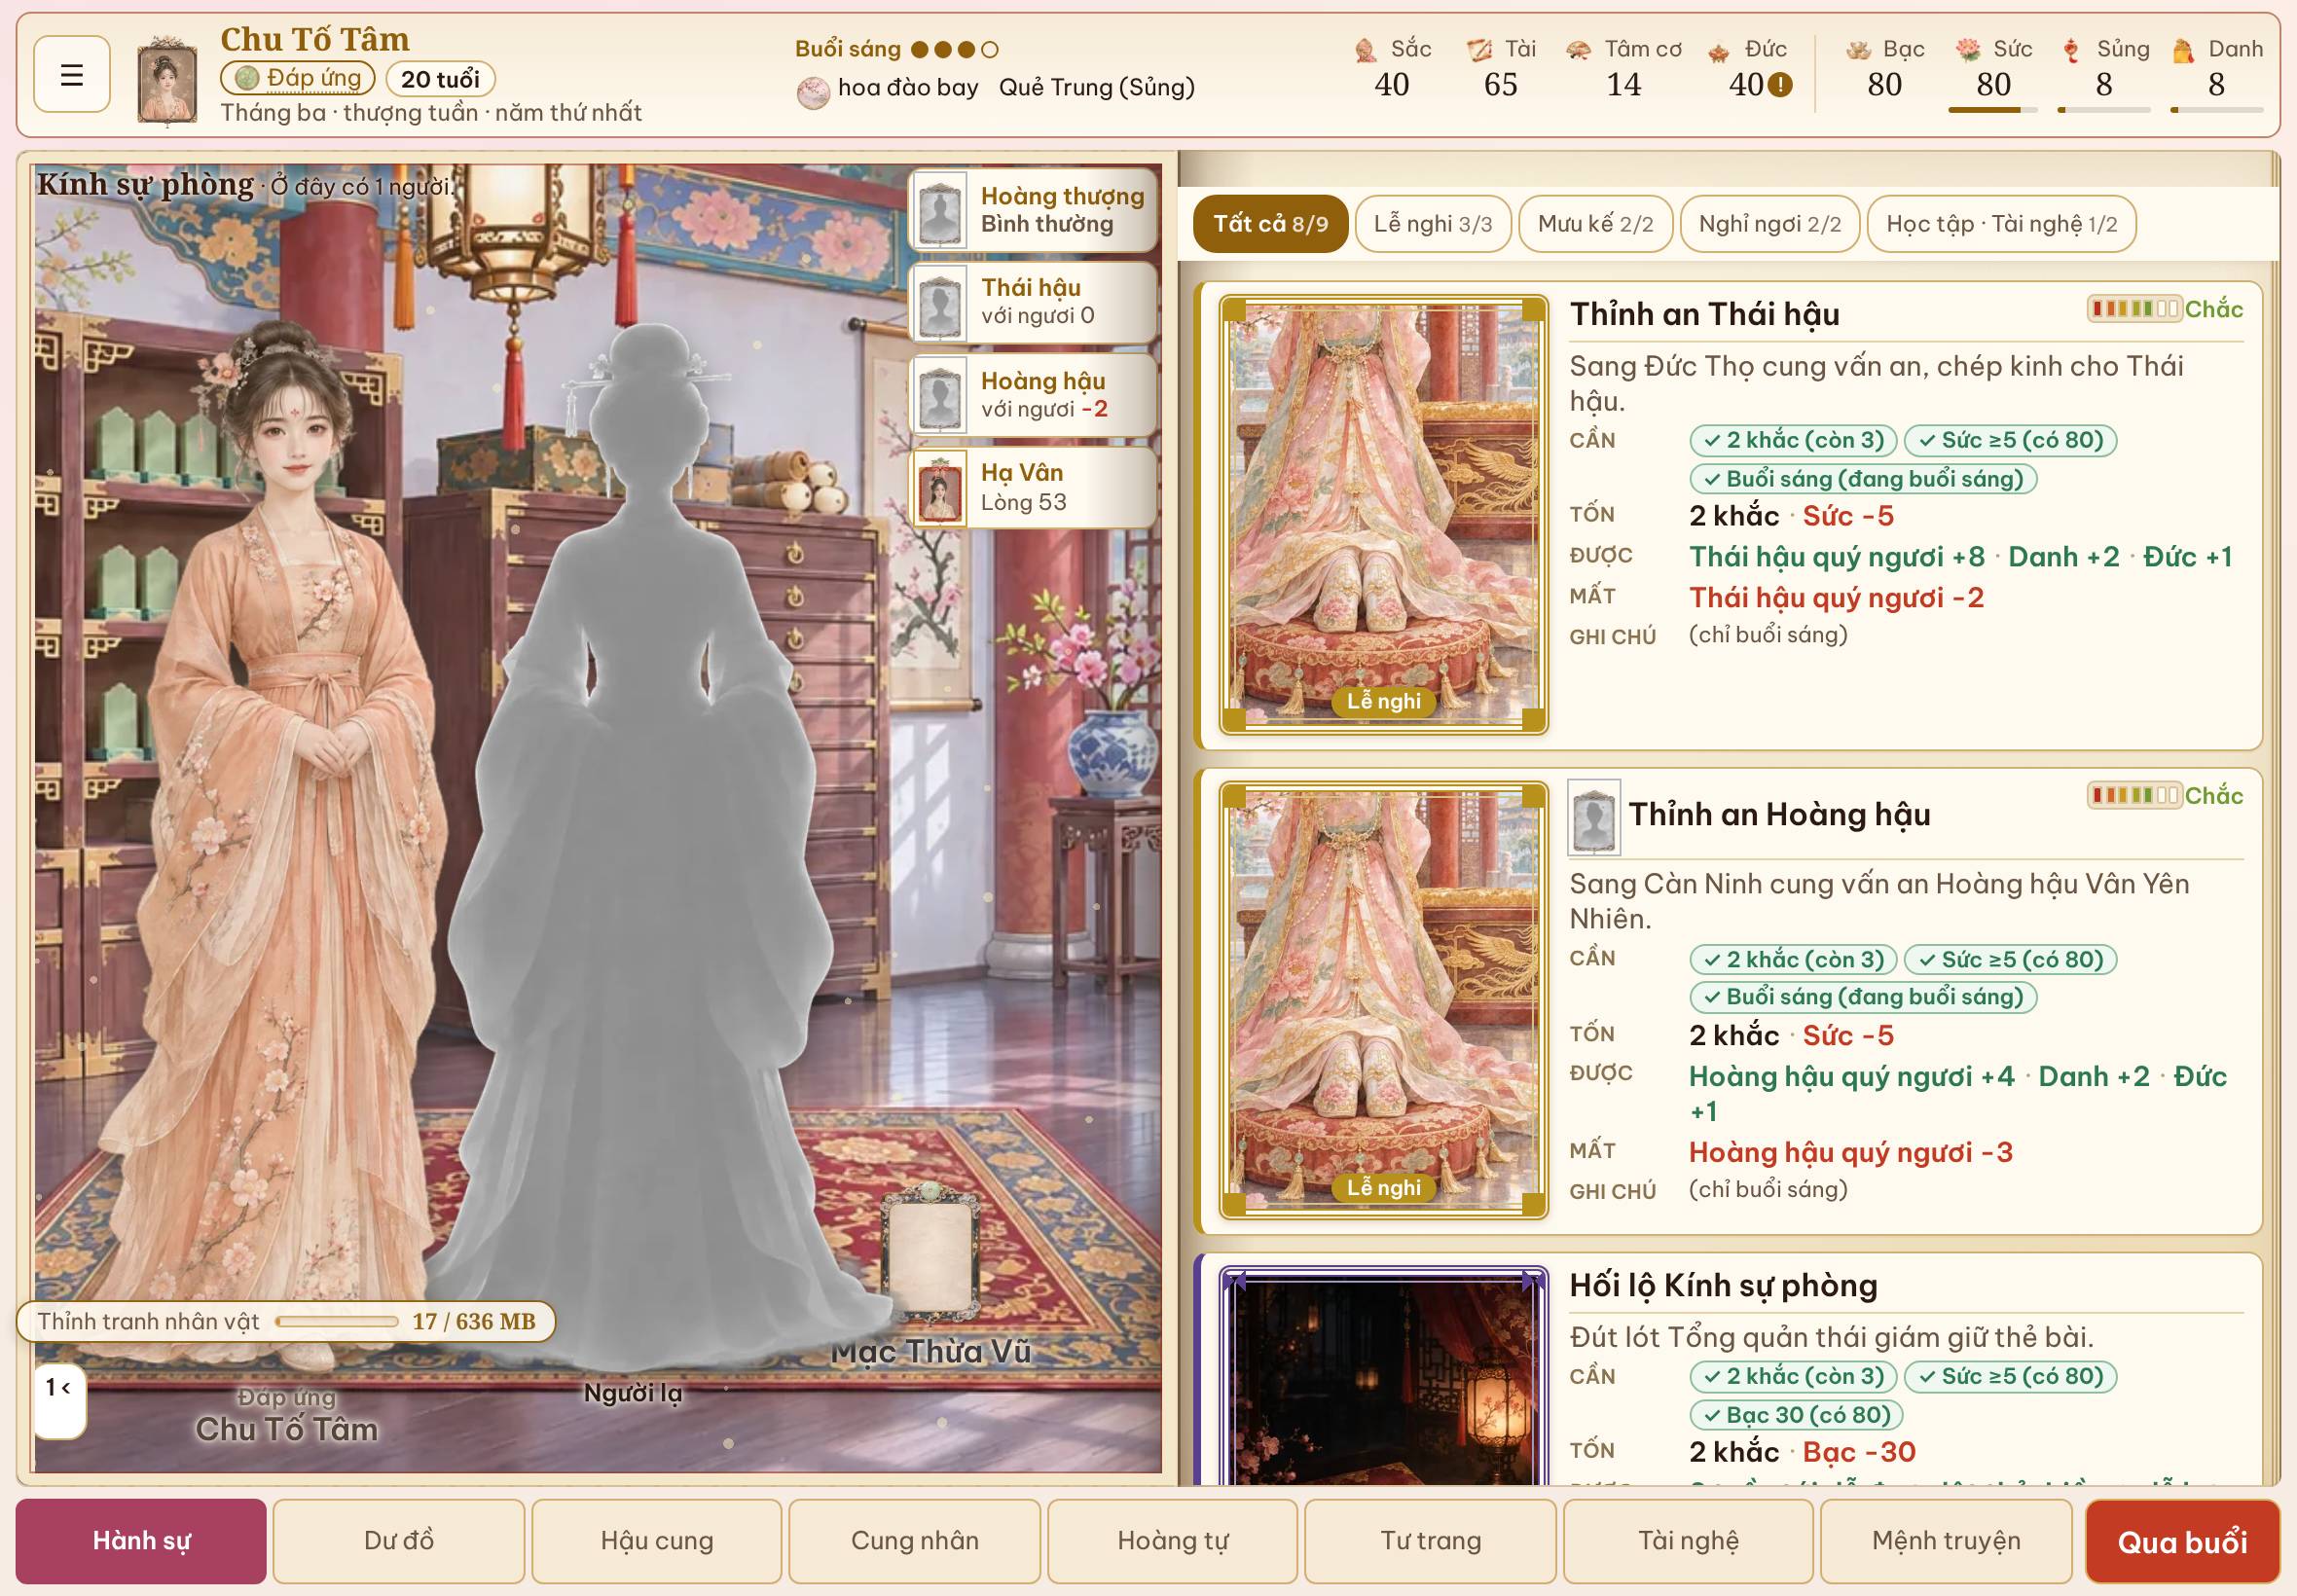 ☰
Chu Tố Tâm
Đáp ứng
20 tuổi
Tháng ba · thượng tuần · năm thứ nhất
Buổi sáng
hoa đào bay Quẻ Trung (Sủng)
Sắc 40
Tài 65
Tâm cơ 14
Đức 40 !
Bạc 80
Sức 80
Sủng 8
Danh 8
Kính sự phòng · Ở đây có 1 người.
Hoàng thượng
Bình thường
Thái hậu
với ngươi 0
Hoàng hậu
với ngươi -2
Hạ Vân
Lòng 53
Thỉnh tranh nhân vật 17 / 636 MB
1 <
Đáp ứng
Chu Tố Tâm
Người lạ
Mạc Thừa Vũ
Tất cả 8/9
Lễ nghi 3/3
Mưu kế 2/2
Nghỉ ngơi 2/2
Học tập · Tài nghệ 1/2
Thỉnh an Thái hậu
Chắc
Sang Đức Thọ cung vấn an, chép kinh cho Thái
hậu.
CẦN ✓ 2 khắc (còn 3) ✓ Sức ≥5 (có 80)
✓ Buổi sáng (đang buổi sáng)
TỐN 2 khắc · Sức -5
ĐƯỢC Thái hậu quý ngươi +8 · Danh +2 · Đức +1
MẤT Thái hậu quý ngươi -2
GHI CHÚ (chỉ buổi sáng)
Lễ nghi
Thỉnh an Hoàng hậu
Chắc
Sang Càn Ninh cung vấn an Hoàng hậu Vân Yên
Nhiên.
CẦN ✓ 2 khắc (còn 3) ✓ Sức ≥5 (có 80)
✓ Buổi sáng (đang buổi sáng)
TỐN 2 khắc · Sức -5
ĐƯỢC Hoàng hậu quý ngươi +4 · Danh +2 · Đức
+1
MẤT Hoàng hậu quý ngươi -3
GHI CHÚ (chỉ buổi sáng)
Lễ nghi
Hối lộ Kính sự phòng
Đút lót Tổng quản thái giám giữ thẻ bài.
CẦN ✓ 2 khắc (còn 3) ✓ Sức ≥5 (có 80)
✓ Bạc 30 (có 80)
TỐN 2 khắc · Bạc -30
Hành sự
Dư đồ
Hậu cung
Cung nhân
Hoàng tự
Tư trang
Tài nghệ
Mệnh truyện
Qua buổi